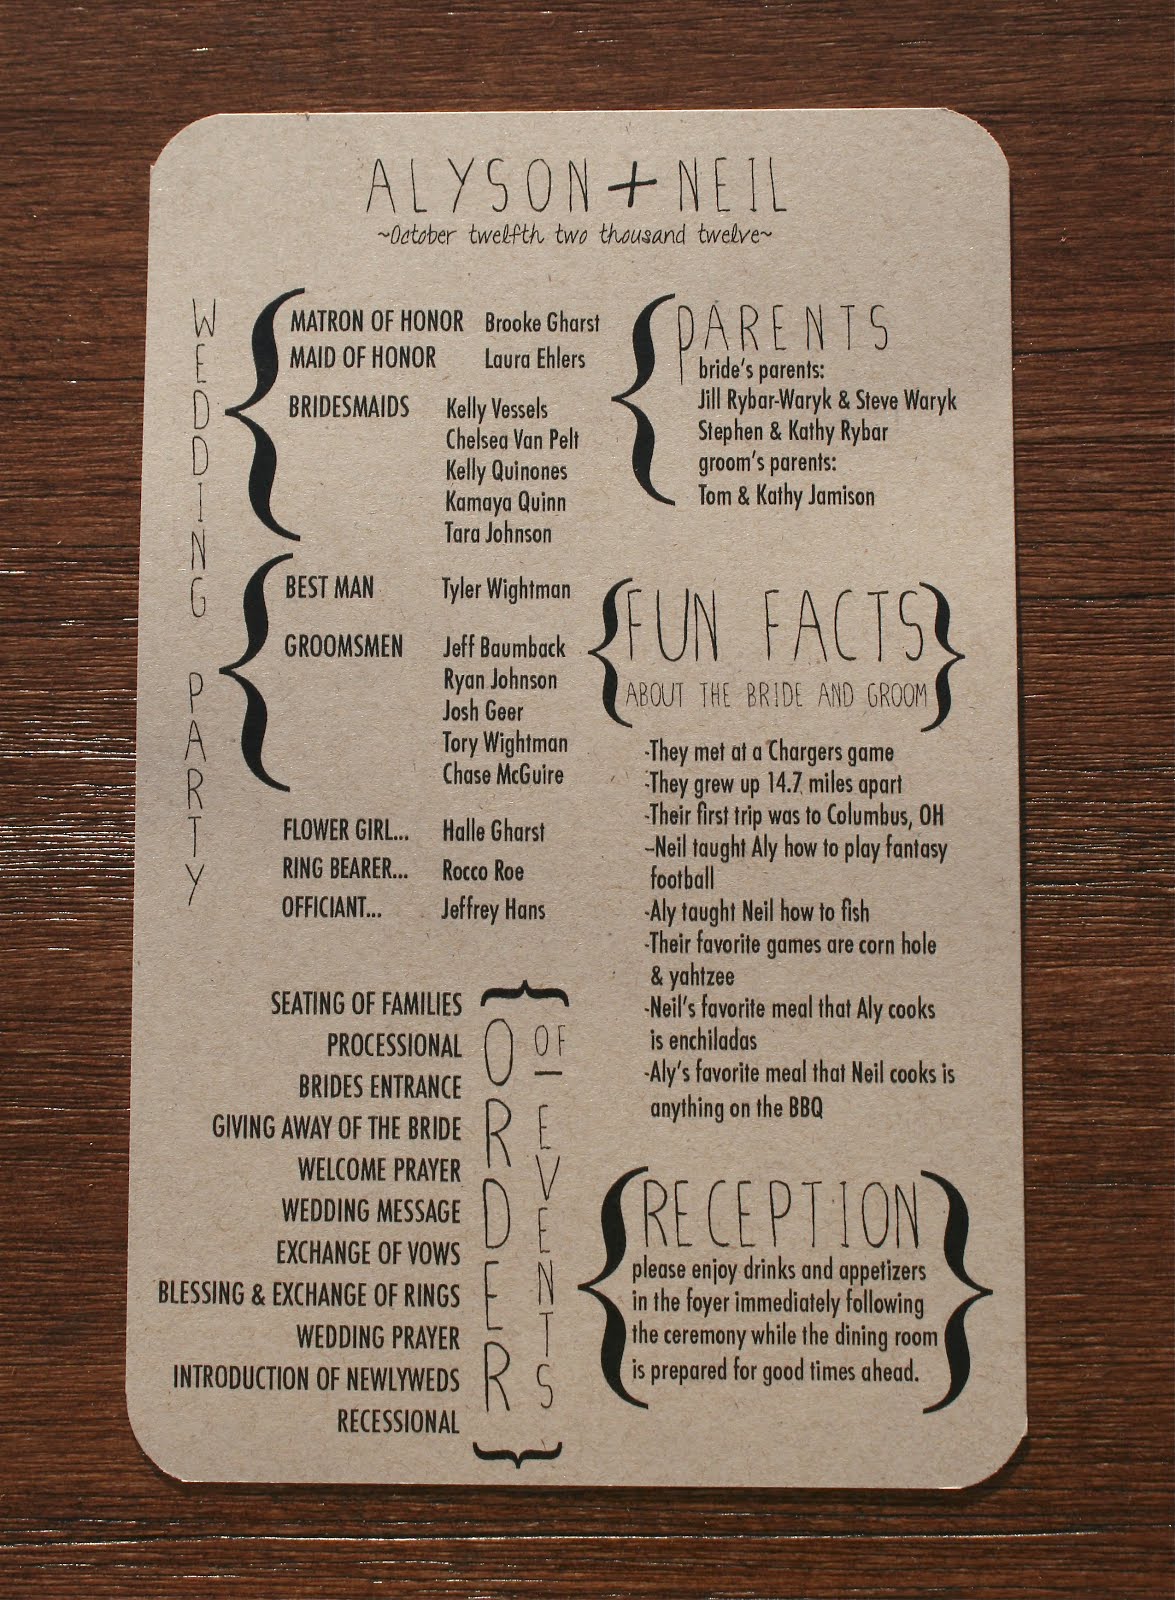 ALYSON + NEIL
~October twelfth two thousand twelve~
WEDDING PARTY
MATRON OF HONOR Brooke Gharst
MAID OF HONOR Laura Ehlers
BRIDESMAIDS Kelly Vessels
Chelsea Van Pelt
Kelly Quinones
Kamaya Quinn
Tara Johnson
BEST MAN Tyler Wightman
GROOMSMEN Jeff Baumback
Ryan Johnson
Josh Geer
Tory Wightman
Chase McGuire
FLOWER GIRL... Halle Gharst
RING BEARER... Rocco Roe
OFFICIANT... Jeffrey Hans
ORDER OF EVENTS
SEATING OF FAMILIES
PROCESSIONAL
BRIDES ENTRANCE
GIVING AWAY OF THE BRIDE
WELCOME PRAYER
WEDDING MESSAGE
EXCHANGE OF VOWS
BLESSING & EXCHANGE OF RINGS
WEDDING PRAYER
INTRODUCTION OF NEWLYWEDS
RECESSIONAL
PARENTS
bride's parents:
Jill Rybar-Waryk & Steve Waryk
Stephen & Kathy Rybar
groom's parents:
Tom & Kathy Jamison
FUN FACTS
ABOUT THE BRIDE AND GROOM
-They met at a Chargers game
-They grew up 14.7 miles apart
-Their first trip was to Columbus, OH
-Neil taught Aly how to play fantasy
football
-Aly taught Neil how to fish
-Their favorite games are corn hole
& yahtzee
-Neil's favorite meal that Aly cooks
is enchiladas
-Aly's favorite meal that Neil cooks is
anything on the BBQ
RECEPTION
please enjoy drinks and appetizers
in the foyer immediately following
the ceremony while the dining room
is prepared for good times ahead.